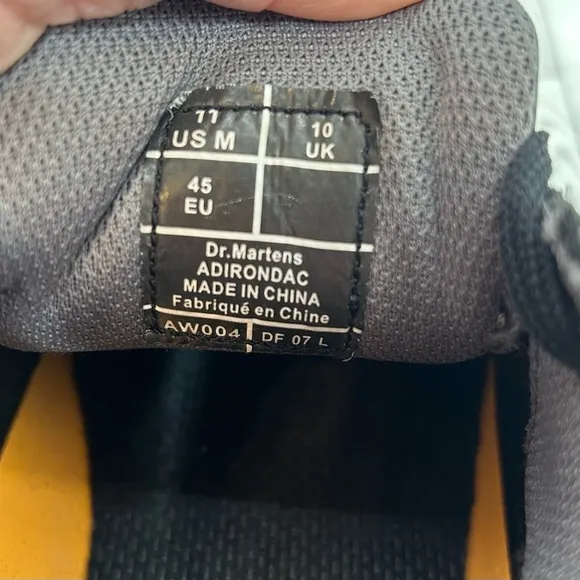 11
US M
10
UK
45
EU
Dr.Martens
ADIRONDAC
MADE IN CHINA
Fabriqué en Chine
AW004 DF 07 L